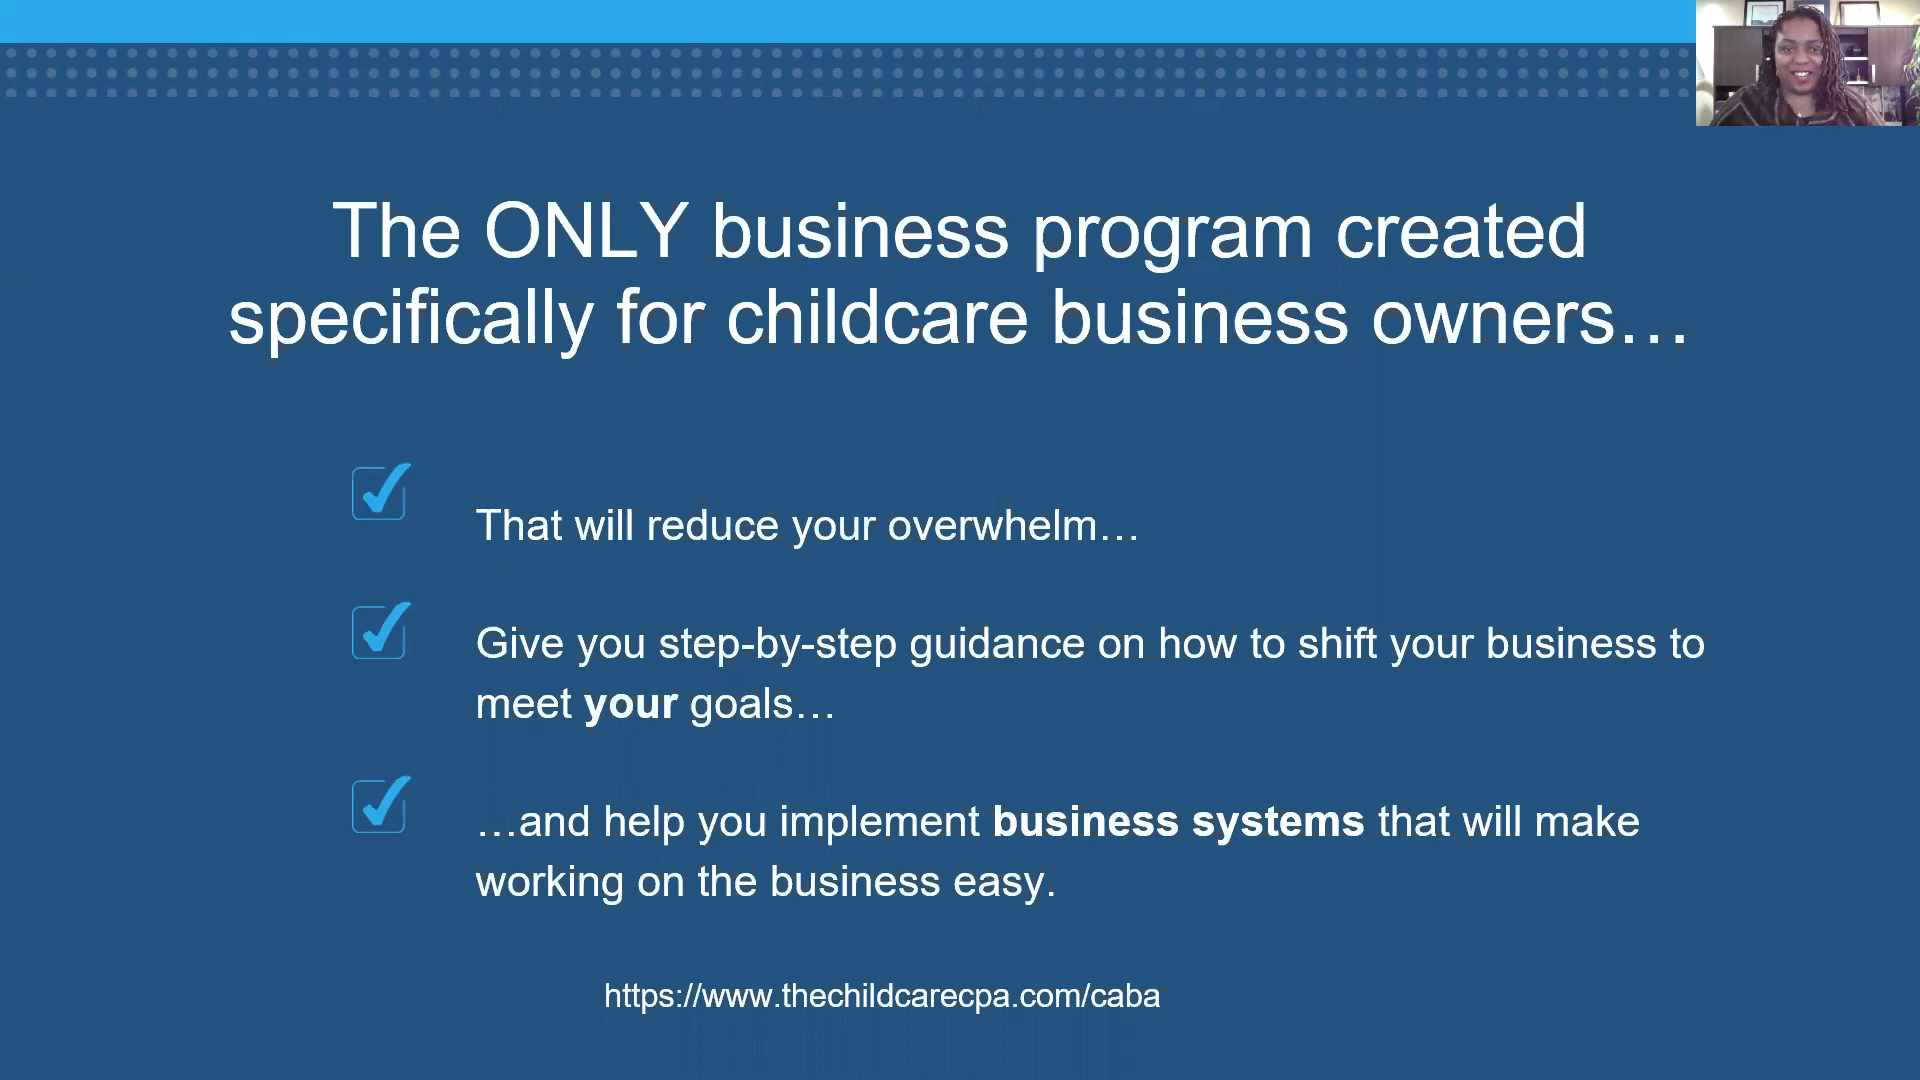 The ONLY business program created
specifically for childcare business owners…
That will reduce your overwhelm…
Give you step-by-step guidance on how to shift your business to
meet your goals…
…and help you implement business systems that will make
working on the business easy.
https://www.thechildcarecpa.com/caba